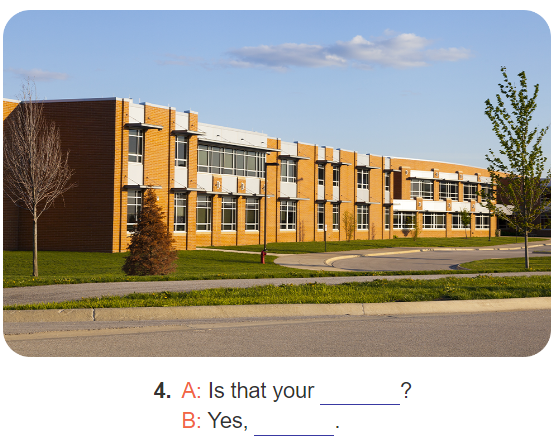 4. A: Is that your ________?
B: Yes, ________.